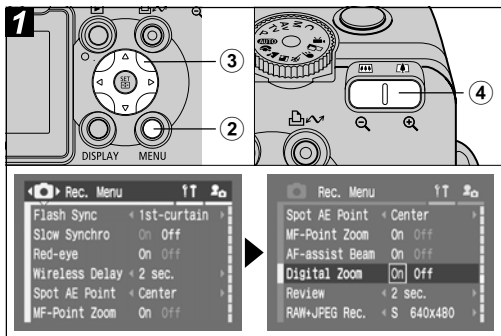 1
SET
3
2
DISPLAY MENU
AUTO
4
Rec. Menu
Flash Sync 1st-curtain
Slow Synchro On Off
Red-eye On Off
Wireless Delay 2 sec.
Spot AE Point Center
MF-Point Zoom On Off
Rec. Menu
Spot AE Point Center
MF-Point Zoom On Off
AF-assist Beam On Off
Digital Zoom On Off
Review 2 sec.
RAW+JPEG Rec. S 640x480